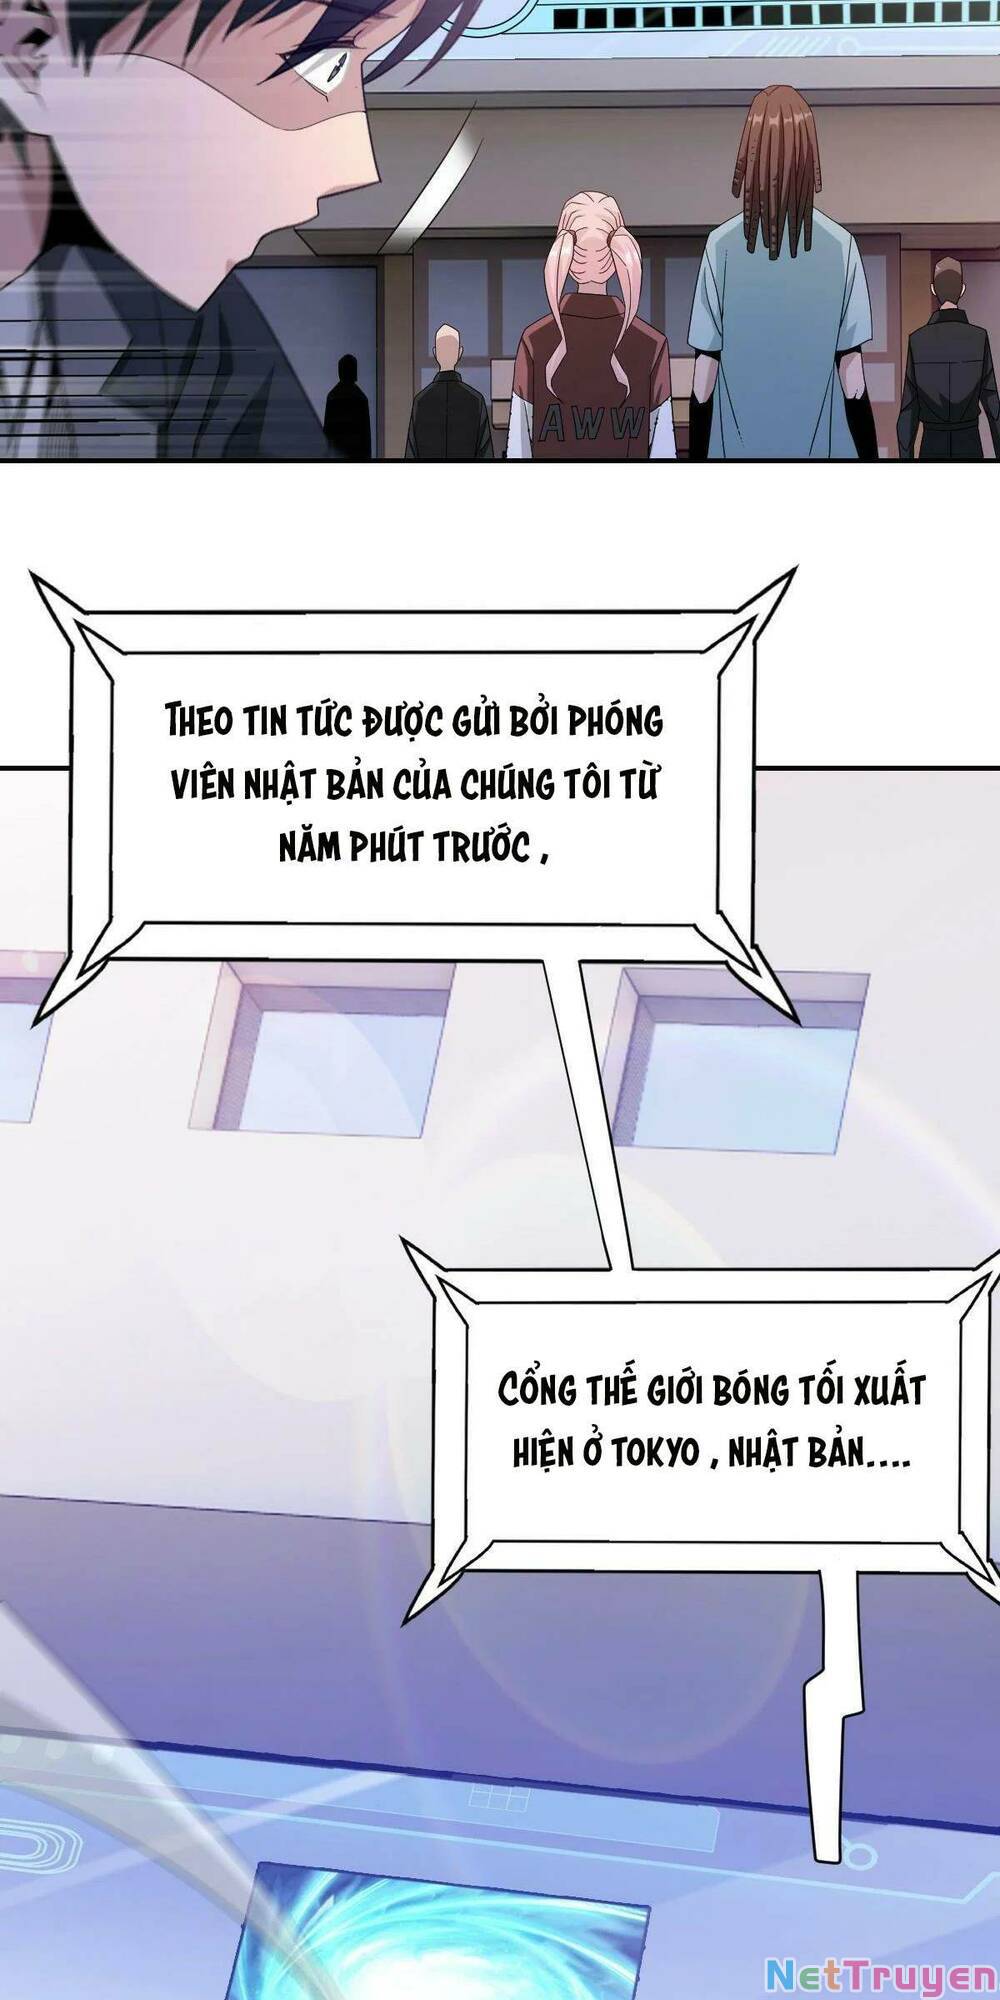 AWW
THEO TIN TỨC ĐƯỢC GỬI BỞI PHÓNG
VIÊN NHẬT BẢN CỦA CHÚNG TÔI TỪ
NĂM PHÚT TRƯỚC ,
CỔNG THẾ GIỚI BÓNG TỐI XUẤT
HIỆN Ở TOKYO , NHẬT BẢN....
NetTruyen